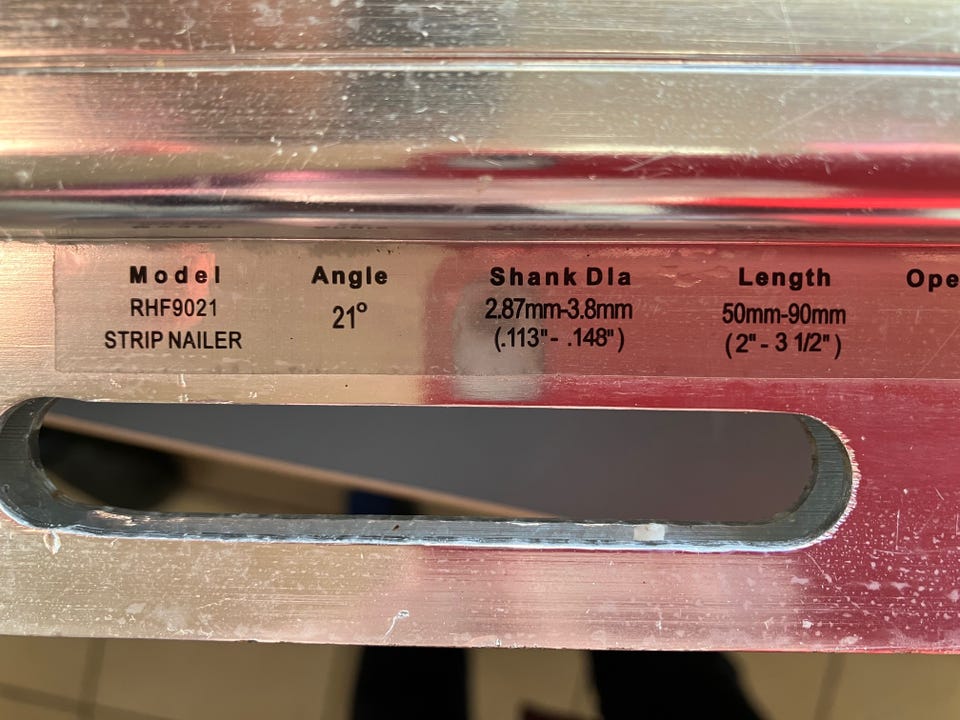 Model Angle Shank Dia Length Ope
RHF9021 21° 2.87mm-3.8mm 50mm-90mm
STRIP NAILER (.113"- .148") (2" - 3 1/2")